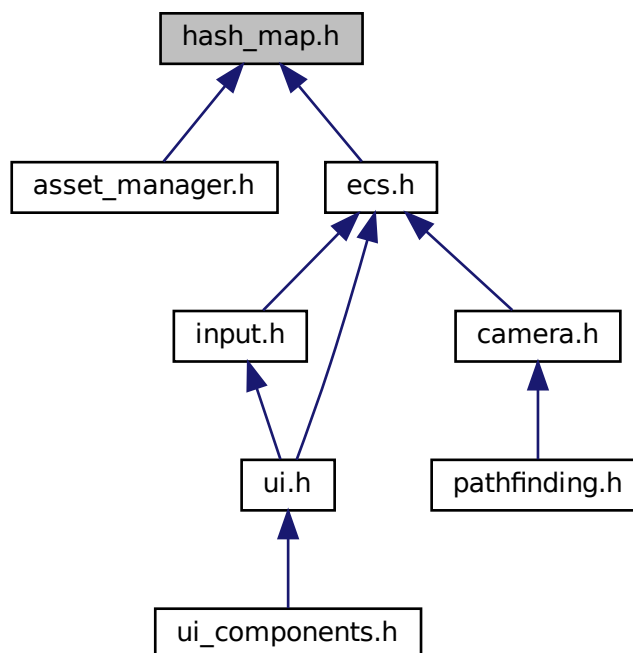 hash_map.h
asset_manager.h
ecs.h
input.h
camera.h
ui.h
pathfinding.h
ui_components.h